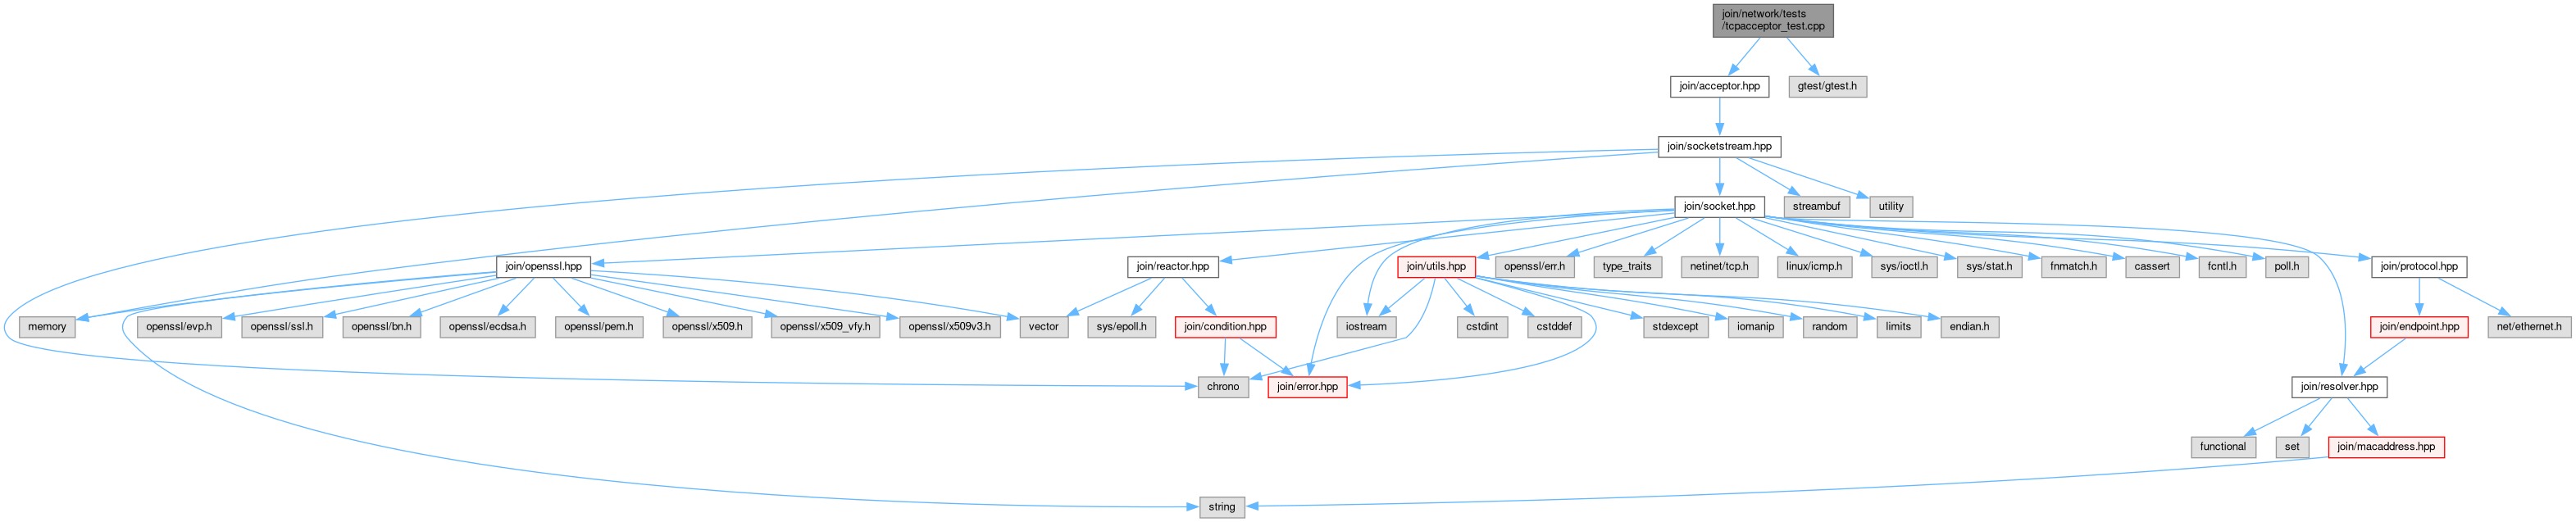 join/network/tests
/tcpacceptor_test.cpp
join/acceptor.hpp
gtest/gtest.h
join/socketstream.hpp
join/socket.hpp
streambuf
utility
join/openssl.hpp
join/reactor.hpp
join/utils.hpp
openssl/err.h
type_traits
netinet/tcp.h
linux/icmp.h
sys/ioctl.h
sys/stat.h
fnmatch.h
cassert
fcntl.h
poll.h
join/protocol.hpp
memory
openssl/evp.h
openssl/ssl.h
openssl/bn.h
openssl/ecdsa.h
openssl/pem.h
openssl/x509.h
openssl/x509_vfy.h
openssl/x509v3.h
vector
sys/epoll.h
join/condition.hpp
iostream
cstdint
cstddef
stdexcept
iomanip
random
limits
endian.h
join/endpoint.hpp
net/ethernet.h
chrono
join/error.hpp
join/resolver.hpp
functional
set
join/macaddress.hpp
string